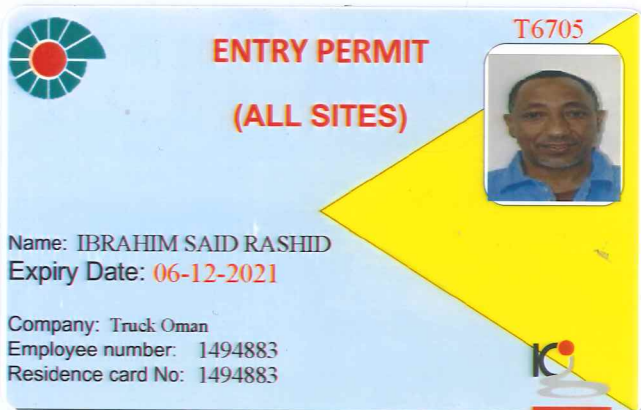 T6705
ENTRY PERMIT
(ALL SITES)
Name: IBRAHIM SAID RASHID
Expiry Date: 06-12-2021
Company: Truck Oman
Employee number: 1494883
Residence card No: 1494883